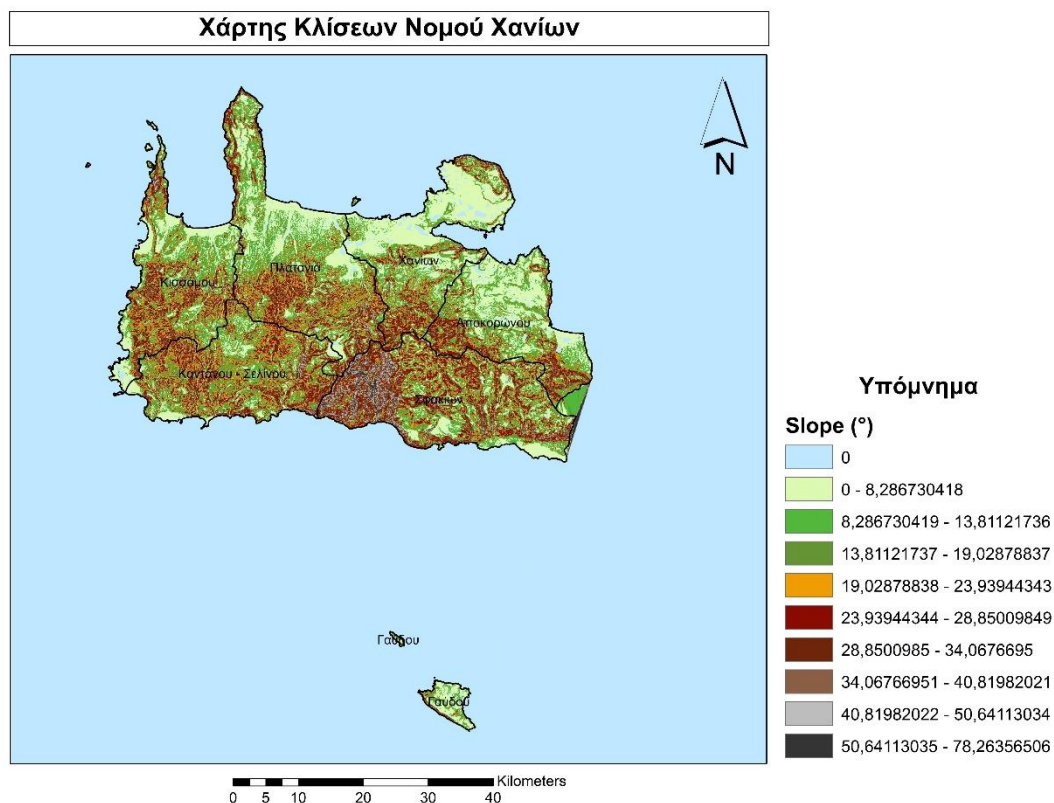 Χάρτης Κλίσεων Νομού Χανίων
N
Χανίων
Πλατανιά
Κισσάμου
Αποκορώνου
Καντάνου - Σελίνου
Σφακίων
Γαύδου
Γαύδου
Υπόμνημα
Slope (°)
0
0 - 8,286730418
8,286730419 - 13,81121736
13,81121737 - 19,02878837
19,02878838 - 23,93944343
23,93944344 - 28,85009849
28,8500985 - 34,0676695
34,06766951 - 40,81982021
40,81982022 - 50,64113034
50,64113035 - 78,26356506
Kilometers
0 5 10 20 30 40